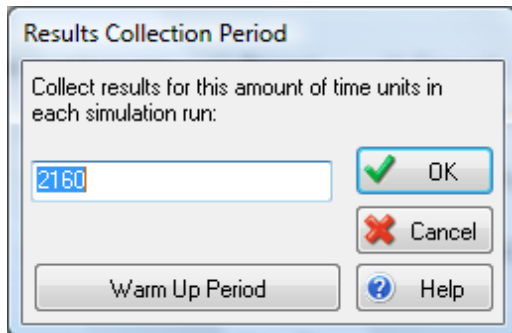 Results Collection Period
Collect results for this amount of time units in
each simulation run:
2160
OK
Cancel
Warm Up Period
Help